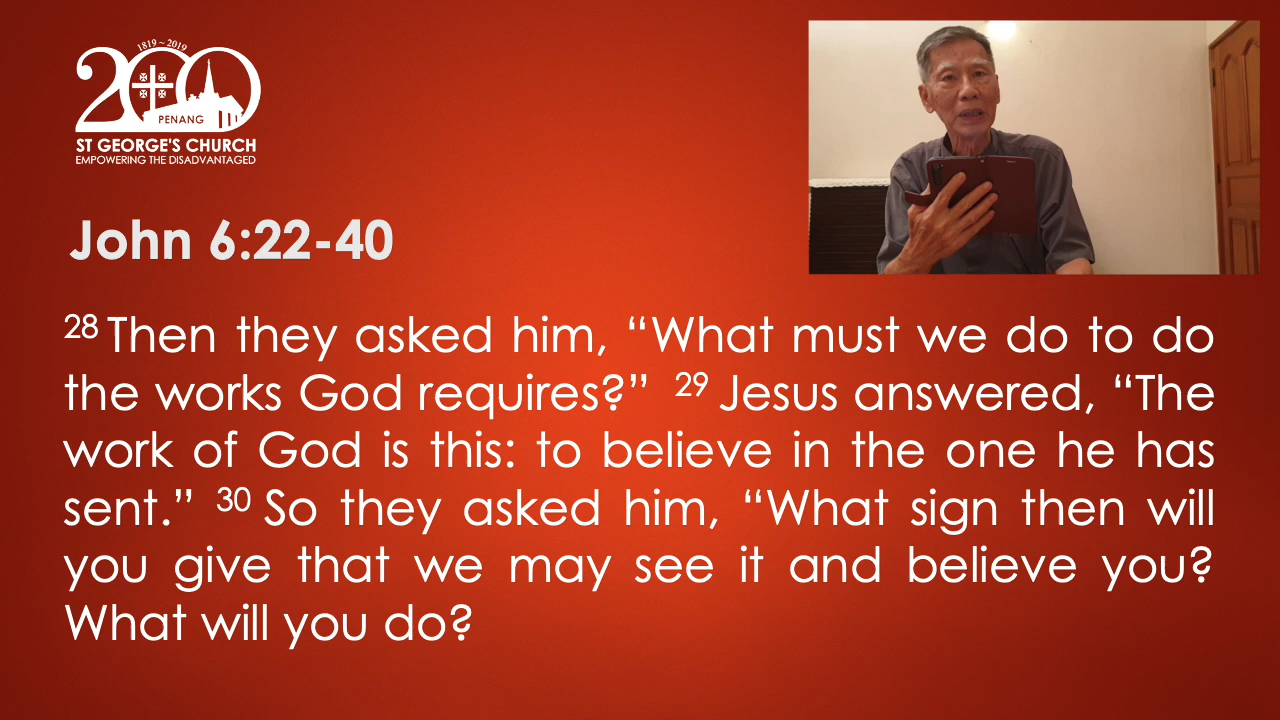 1819 ~ 2019
200
PENANG
ST GEORGE'S CHURCH
EMPOWERING THE DISADVANTAGED
John 6:22-40
28 Then they asked him, “What must we do to do
the works God requires?” 29 Jesus answered, “The
work of God is this: to believe in the one he has
sent.” 30 So they asked him, “What sign then will
you give that we may see it and believe you?
What will you do?